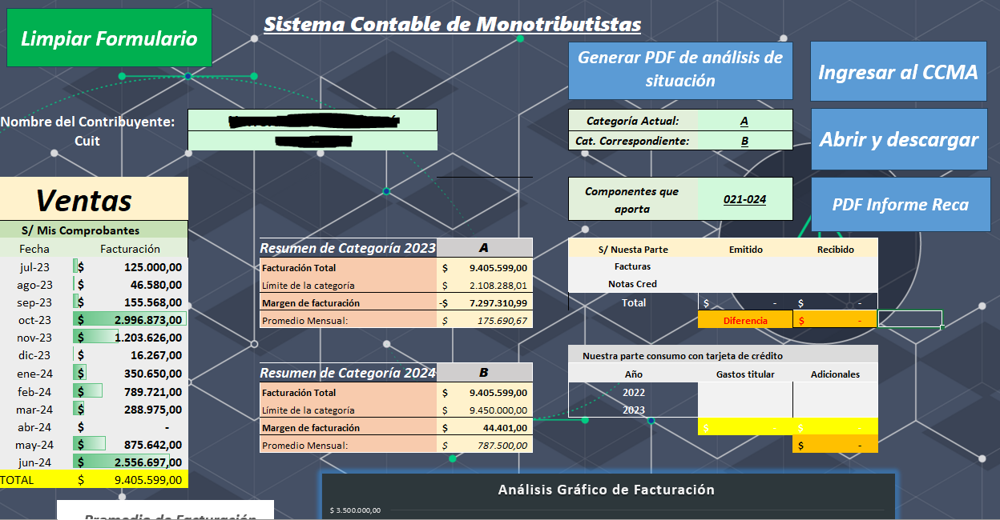 Limpiar Formulario
Sistema Contable de Monotributistas
Generar PDF de análisis de situación
Ingresar al CCMA
Nombre del Contribuyente:
Cuit
Categoría Actual: A
Cat. Correspondiente: B
Abrir y descargar
Componentes que aporta 021-024
PDF Informe Reca
Ventas
S/ Mis Comprobantes
Fecha Facturación
jul-23 $ 125.000,00
ago-23 $ 46.580,00
sep-23 $ 155.568,00
oct-23 $ 2.996.873,00
nov-23 $ 1.203.626,00
dic-23 $ 16.267,00
ene-24 $ 350.650,00
feb-24 $ 789.721,00
mar-24 $ 288.975,00
abr-24 $ -
may-24 $ 875.642,00
jun-24 $ 2.556.697,00
TOTAL $ 9.405.599,00
Resumen de Categoría 2023 A
Facturación Total $ 9.405.599,00
Límite de la categoría $ 2.108.288,01
Margen de facturación -$ 7.297.310,99
Promedio Mensual: $ 175.690,67
Resumen de Categoría 2024 B
Facturación Total $ 9.405.599,00
Límite de la categoría $ 9.450.000,00
Margen de facturación $ 44.401,00
Promedio Mensual: $ 787.500,00
S/ Nuesta Parte Emitido Recibido
Facturas
Notas Cred
Total $ - $ -
Diferencia $ -
Nuestra parte consumo con tarjeta de crédito
Año Gastos titular Adicionales
2022
2023
$ - $ -
$ -
Análisis Gráfico de Facturación
$ 3.500.000,00
Promedio de Facturación